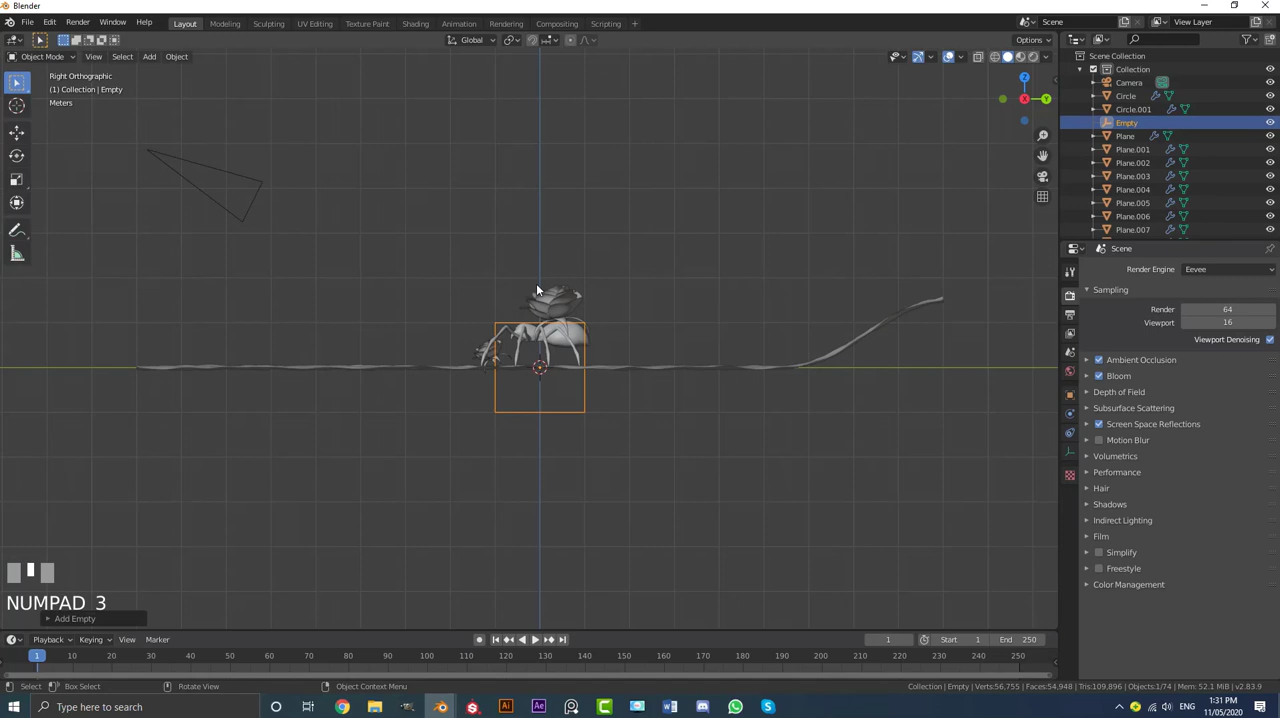 Blender
File Edit Render Window Help Layout Modeling Sculpting UV Editing Texture Paint Shading Animation Rendering Compositing Scripting + Scene View Layer
Global Options
Object Mode View Select Add Object
Right Orthographic
(1) Collection | Empty
Meters
Z
X
Y
Scene Collection
Collection
Camera
Circle
Circle.001
Empty
Plane
Plane.001
Plane.002
Plane.003
Plane.004
Plane.005
Plane.006
Plane.007
Scene
Render Engine Eevee
Sampling
Render 64
Viewport 16
Viewport Denoising
Ambient Occlusion
Bloom
Depth of Field
Subsurface Scattering
Screen Space Reflections
Motion Blur
Volumetrics
Performance
Hair
Shadows
Indirect Lighting
Film
Simplify
Freestyle
Color Management
NUMPAD 3
Add Empty
Playback Keying View Marker 1 Start 1 End 250
1 10 20 30 40 50 60 70 80 90 100 110 120 130 140 150 160 170 180 190 200 210 220 230 240 250
Select Box Select Rotate View Object Context Menu Collection | Empty | Verts:56,755 | Faces:54,948 | Tris:109,896 | Objects:1/74 | Mem: 52.1 MiB | v2.83.9
Type here to search
1:31 PM
11/05/2020